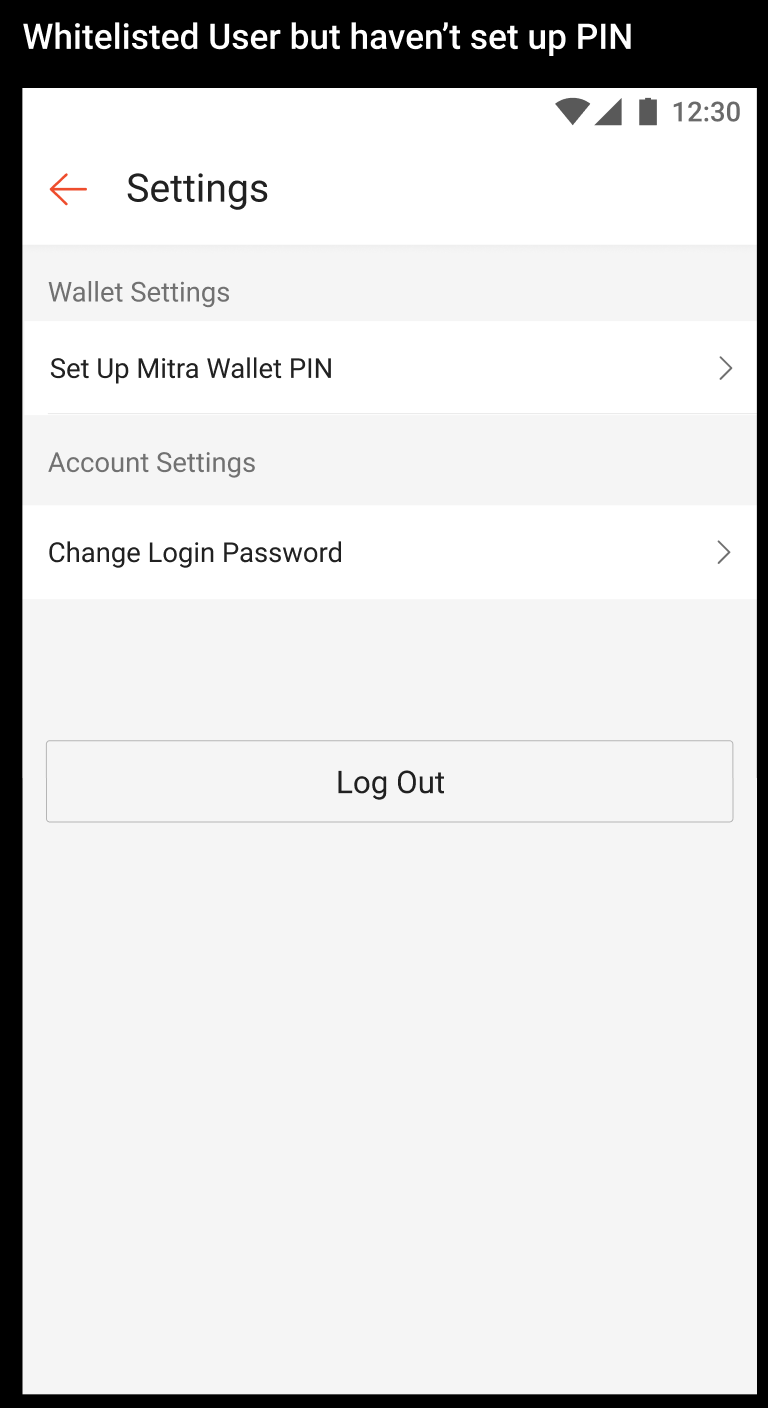 Whitelisted User but haven’t set up PIN
12:30
Settings
Wallet Settings
Set Up Mitra Wallet PIN
Account Settings
Change Login Password
Log Out